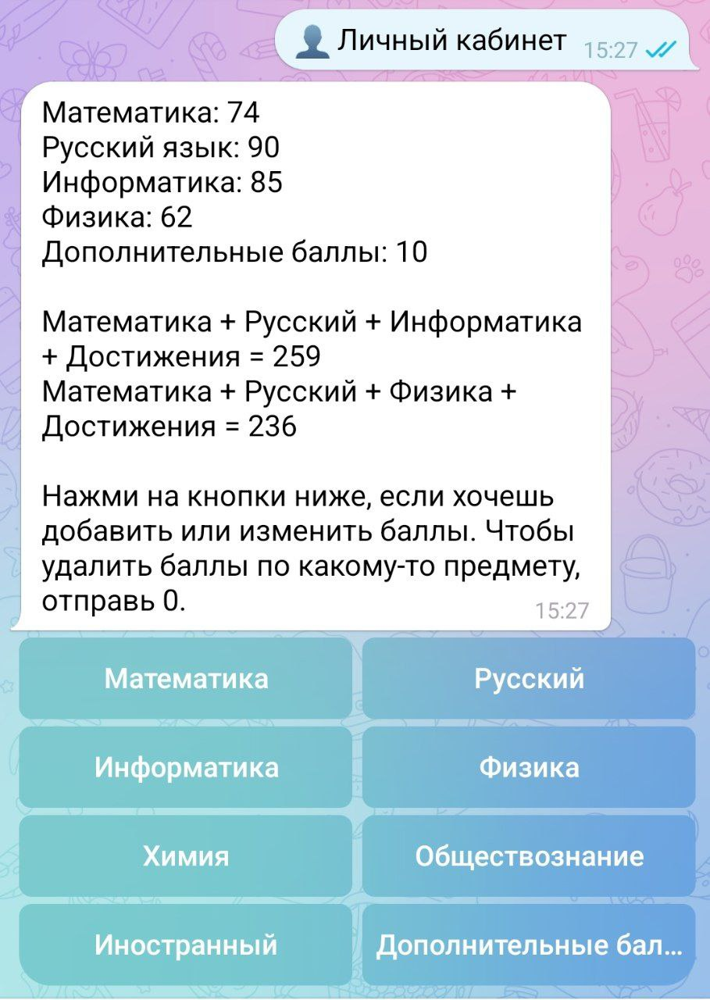 Личный кабинет 15:27
Математика: 74
Русский язык: 90
Информатика: 85
Физика: 62
Дополнительные баллы: 10
Математика + Русский + Информатика
+ Достижения = 259
Математика + Русский + Физика +
Достижения = 236
Нажми на кнопки ниже, если хочешь
добавить или изменить баллы. Чтобы
удалить баллы по какому-то предмету,
отправь 0.
15:27
Математика
Русский
Информатика
Физика
Химия
Обществознание
Иностранный
Дополнительные бал...